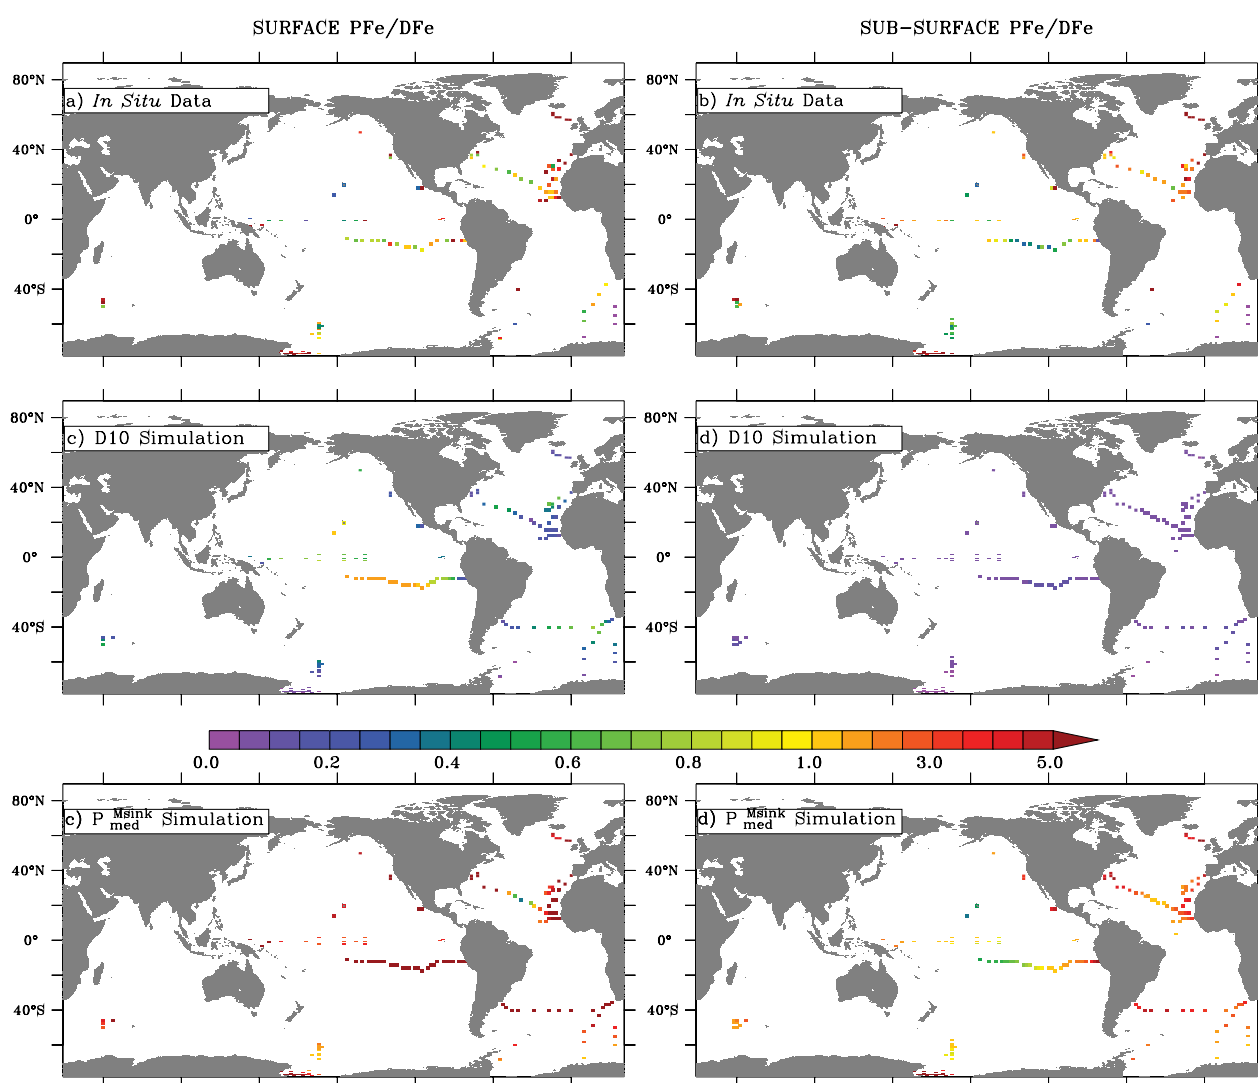 SURFACE PFe/DFe
SUB-SURFACE PFe/DFe
80°N
40°N
0°
40°S
a) In Situ Data
80°N
40°N
0°
40°S
b) In Situ Data
80°N
40°N
0°
40°S
c) D10 Simulation
80°N
40°N
0°
40°S
d) D10 Simulation
0.0 0.2 0.4 0.6 0.8 1.0 3.0 5.0
80°N
40°N
0°
40°S
c) P Msink med Simulation
80°N
40°N
0°
40°S
d) P Msink med Simulation